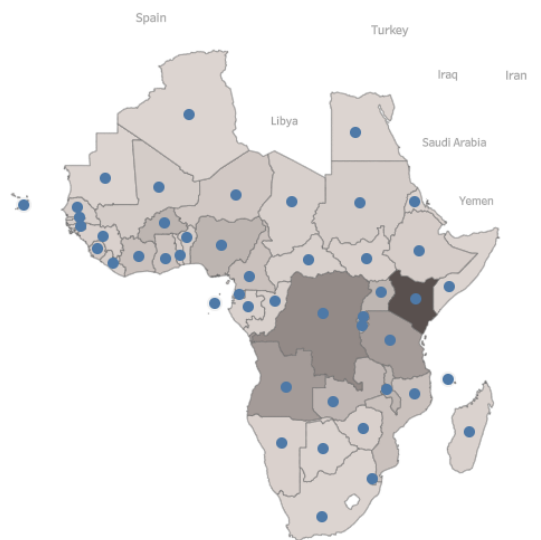 Spain
Turkey
Iraq
Iran
Libya
Saudi Arabia
Yemen